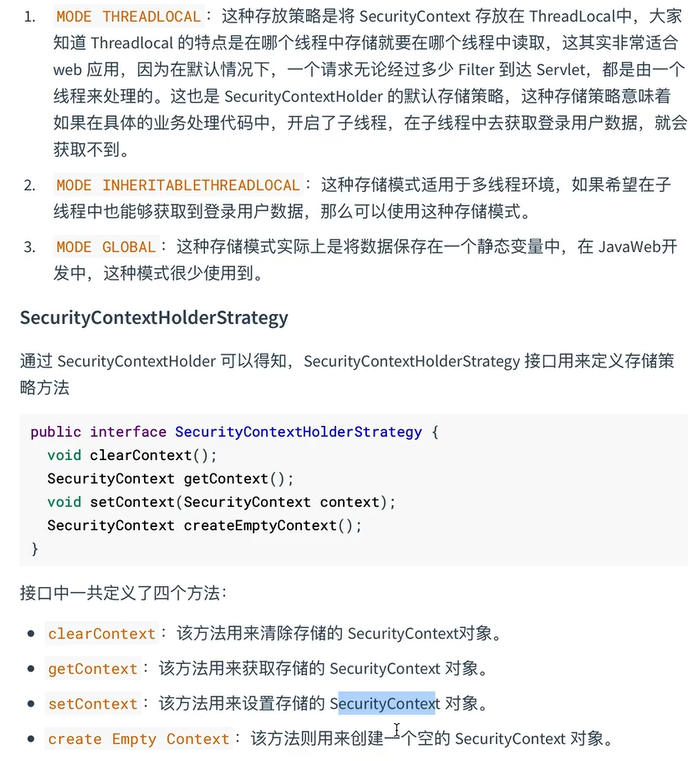 1. MODE THREADLOCAL：这种存放策略是将 SecurityContext 存放在 ThreadLocal中，大家
知道 Threadlocal 的特点是在哪个线程中存储就要在哪个线程中读取，这其实非常适合
web 应用，因为在默认情况下，一个请求无论经过多少 Filter 到达 Servlet，都是由一个
线程来处理的。这也是 SecurityContextHolder 的默认存储策略，这种存储策略意味着
如果在具体的业务处理代码中，开启了子线程，在子线程中去获取登录用户数据，就会
获取不到。
2. MODE INHERITABLETHREADLOCAL：这种存储模式适用于多线程环境，如果希望在子
线程中也能够获取到登录用户数据，那么可以使用这种存储模式。
3. MODE GLOBAL：这种存储模式实际上是将数据保存在一个静态变量中，在 JavaWeb开
发中，这种模式很少使用到。
SecurityContextHolderStrategy
通过 SecurityContextHolder 可以得知，SecurityContextHolderStrategy 接口用来定义存储策
略方法
public interface SecurityContextHolderStrategy {
void clearContext();
SecurityContext getContext();
void setContext(SecurityContext context);
SecurityContext createEmptyContext();
}
接口中一共定义了四个方法：
• clearContext：该方法用来清除存储的 SecurityContext对象。
• getContext：该方法用来获取存储的 SecurityContext 对象。
• setContext：该方法用来设置存储的 SecurityContext 对象。
• create Empty Context：该方法则用来创建一个空的 SecurityContext 对象。